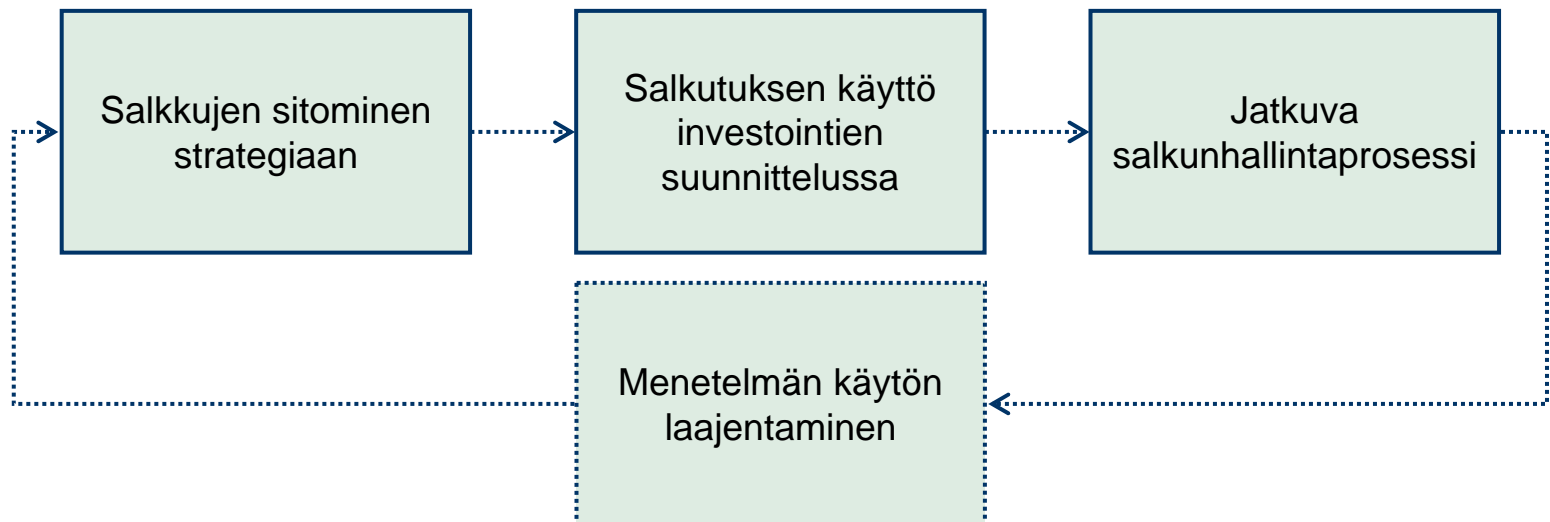 Salkkujen sitominen
strategiaan
Salkutuksen käyttö
investointien
suunnittelussa
Jatkuva
salkunhallintaprosessi
Menetelmän käytön
laajentaminen